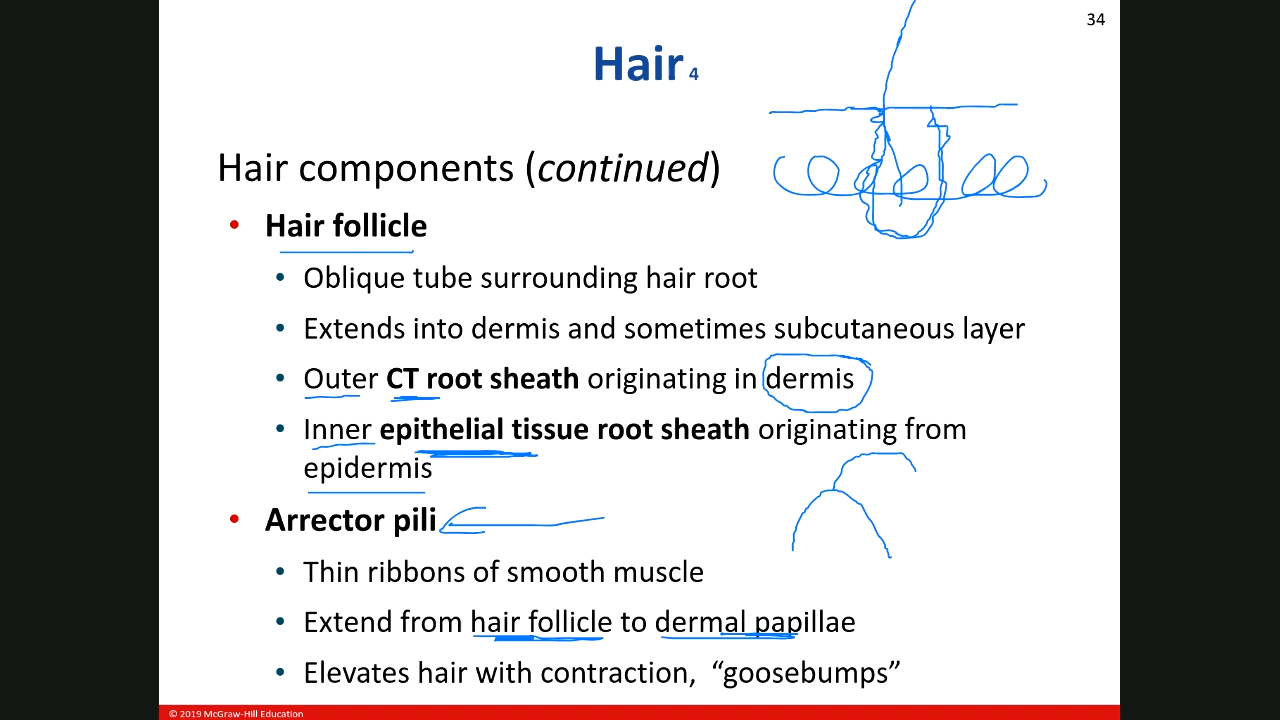 34
Hair 4
Hair components (continued)
• Hair follicle
• Oblique tube surrounding hair root
• Extends into dermis and sometimes subcutaneous layer
• Outer CT root sheath originating in dermis
• Inner epithelial tissue root sheath originating from
epidermis
• Arrector pili
• Thin ribbons of smooth muscle
• Extend from hair follicle to dermal papillae
• Elevates hair with contraction, “goosebumps”
© 2019 McGraw-Hill Education